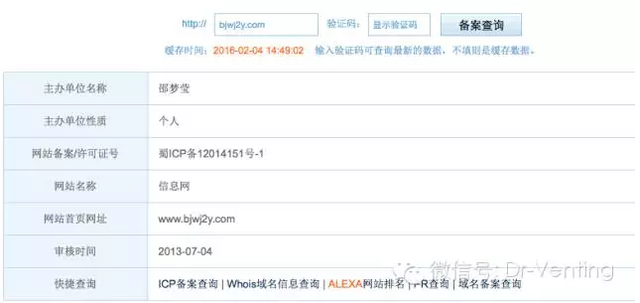 http:// bjwj2y.com 验证码: 显示验证码 备案查询
缓存时间: 2016-02-04 14:49:02 输入验证码可查询最新的数据。不填则是缓存数据。
主办单位名称 邵梦莹
主办单位性质 个人
网站备案/许可证号 蜀ICP备12014151号-1
网站名称 信息网
网站首页网址 www.bjwj2y.com
审核时间 2013-07-04
快捷查询 ICP备案查询 | Whois域名信息查询 | ALEXA网站排名 | PR查询 | 域名备案查询
微信号: Dr-Venting